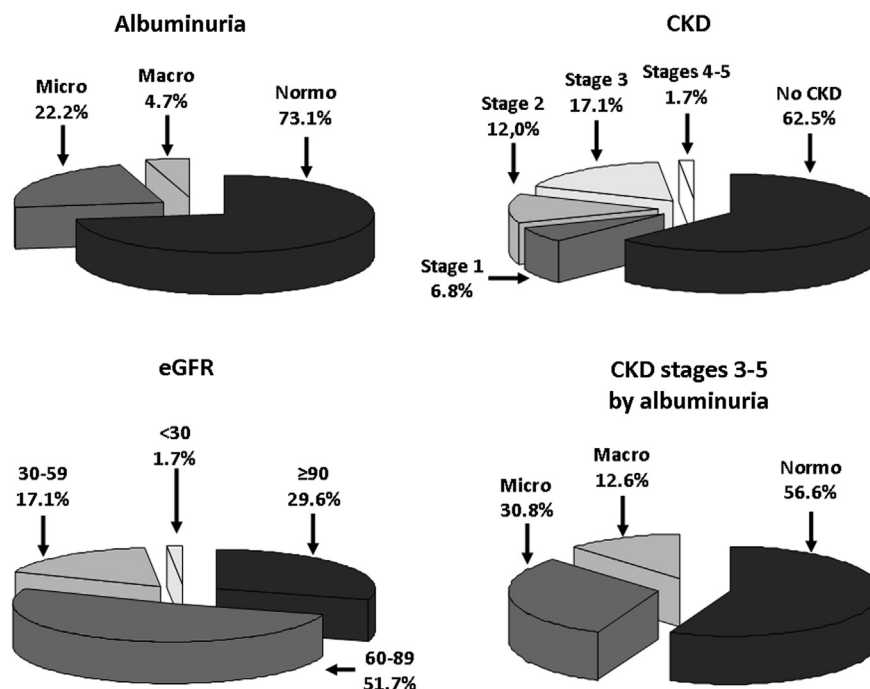 Albuminuria
Micro
22.2%
Macro
4.7%
Normo
73.1%
CKD
Stage 1
6.8%
Stage 2
12,0%
Stage 3
17.1%
Stages 4-5
1.7%
No CKD
62.5%
eGFR
30-59
17.1%
<30
1.7%
≥90
29.6%
60-89
51.7%
CKD stages 3-5
by albuminuria
Micro
30.8%
Macro
12.6%
Normo
56.6%